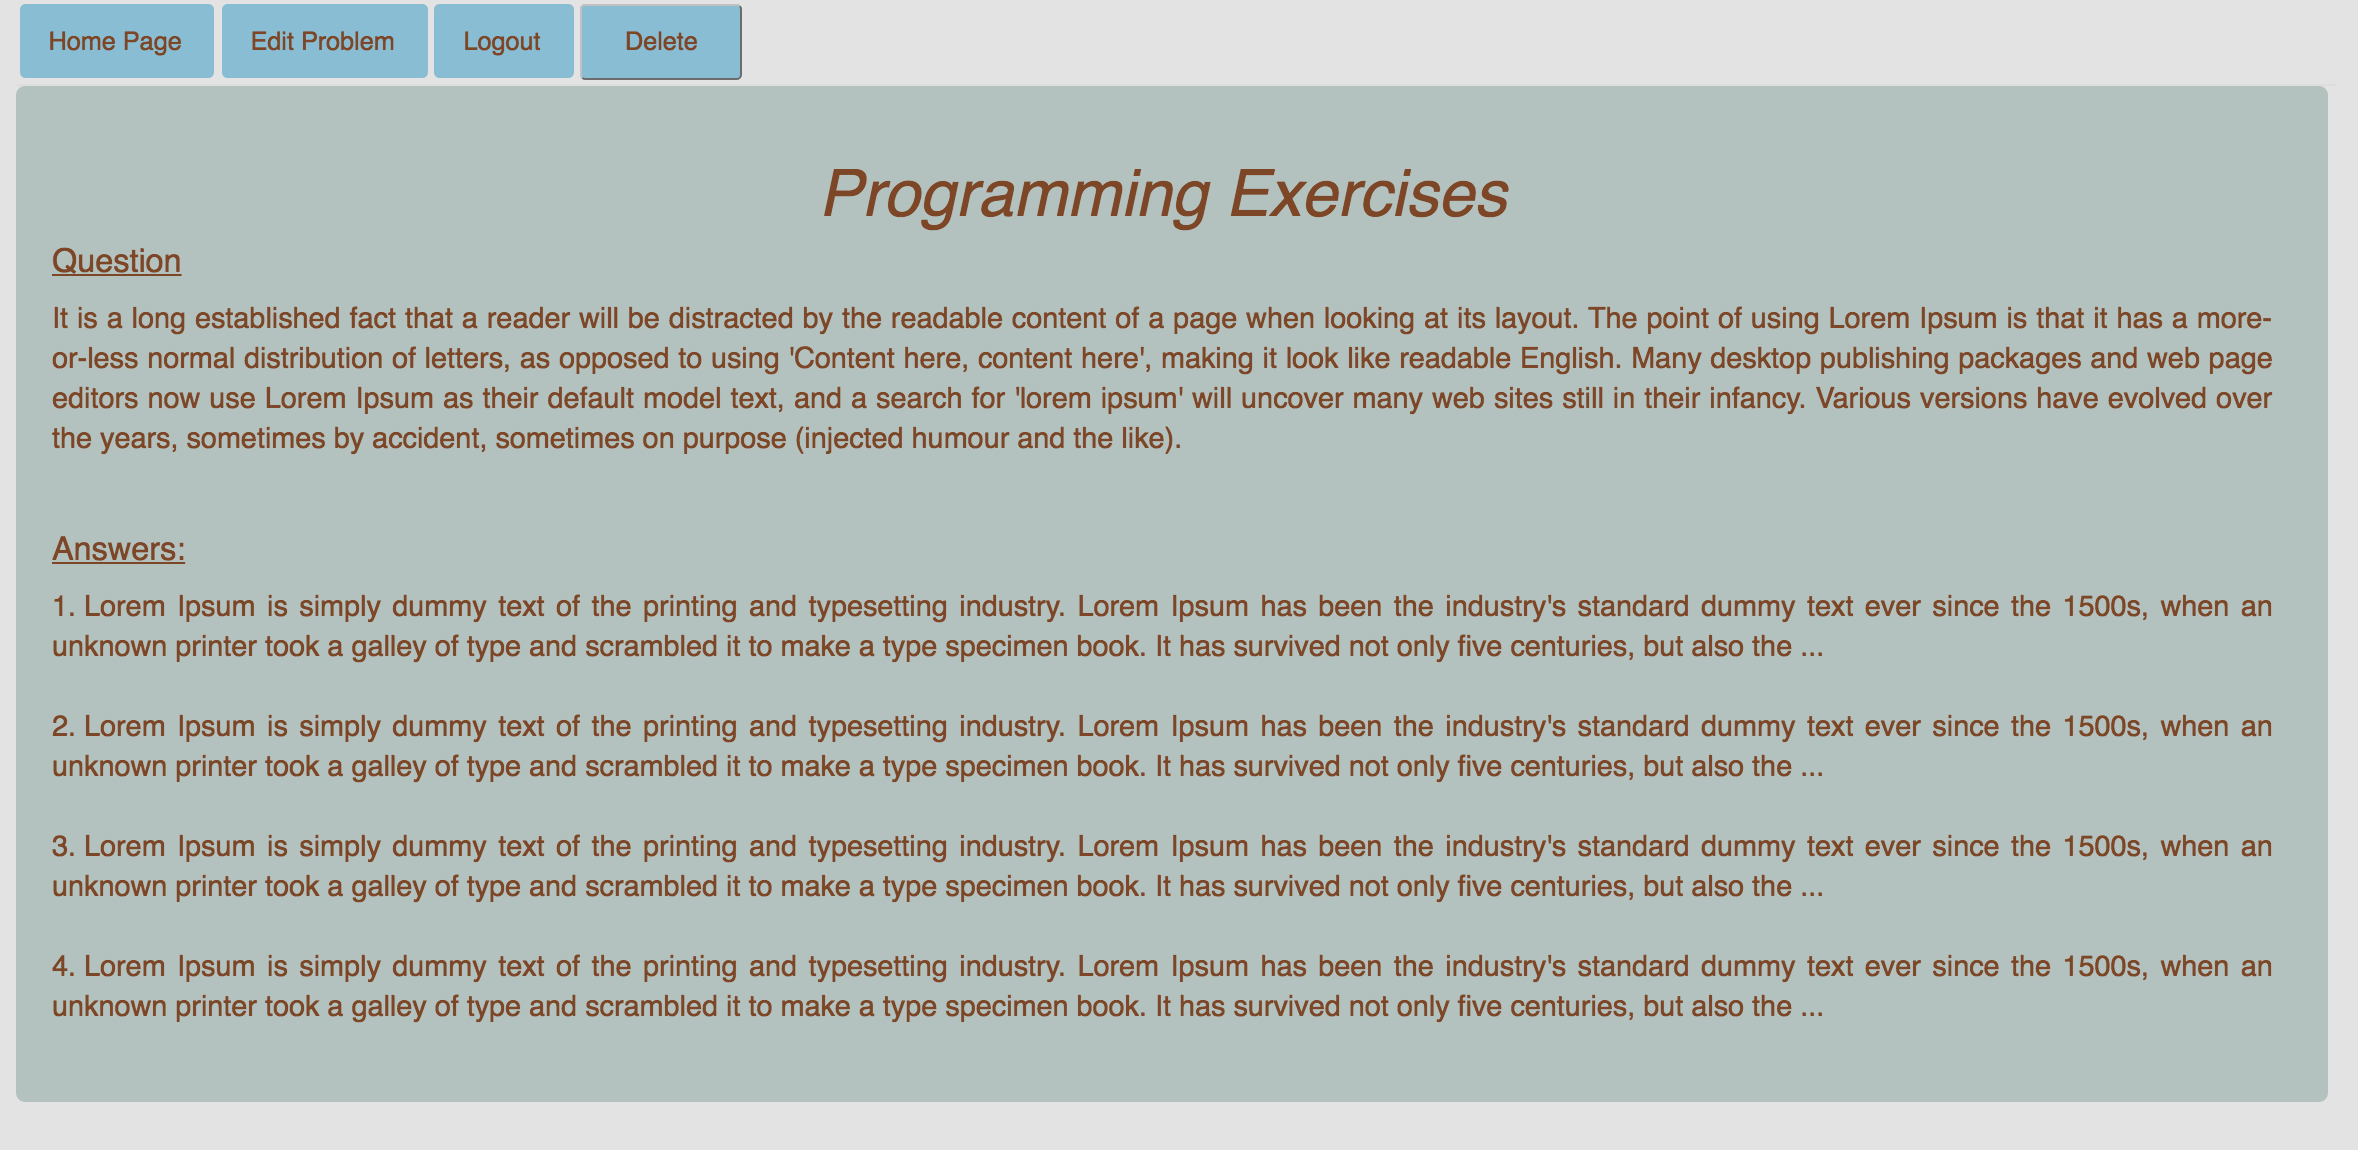 Home Page Edit Problem Logout Delete
Programming Exercises
Question
It is a long established fact that a reader will be distracted by the readable content of a page when looking at its layout. The point of using Lorem Ipsum is that it has a more-
or-less normal distribution of letters, as opposed to using 'Content here, content here', making it look like readable English. Many desktop publishing packages and web page
editors now use Lorem Ipsum as their default model text, and a search for 'lorem ipsum' will uncover many web sites still in their infancy. Various versions have evolved over
the years, sometimes by accident, sometimes on purpose (injected humour and the like).
Answers:
1. Lorem Ipsum is simply dummy text of the printing and typesetting industry. Lorem Ipsum has been the industry's standard dummy text ever since the 1500s, when an
unknown printer took a galley of type and scrambled it to make a type specimen book. It has survived not only five centuries, but also the ...
2. Lorem Ipsum is simply dummy text of the printing and typesetting industry. Lorem Ipsum has been the industry's standard dummy text ever since the 1500s, when an
unknown printer took a galley of type and scrambled it to make a type specimen book. It has survived not only five centuries, but also the ...
3. Lorem Ipsum is simply dummy text of the printing and typesetting industry. Lorem Ipsum has been the industry's standard dummy text ever since the 1500s, when an
unknown printer took a galley of type and scrambled it to make a type specimen book. It has survived not only five centuries, but also the ...
4. Lorem Ipsum is simply dummy text of the printing and typesetting industry. Lorem Ipsum has been the industry's standard dummy text ever since the 1500s, when an
unknown printer took a galley of type and scrambled it to make a type specimen book. It has survived not only five centuries, but also the ...